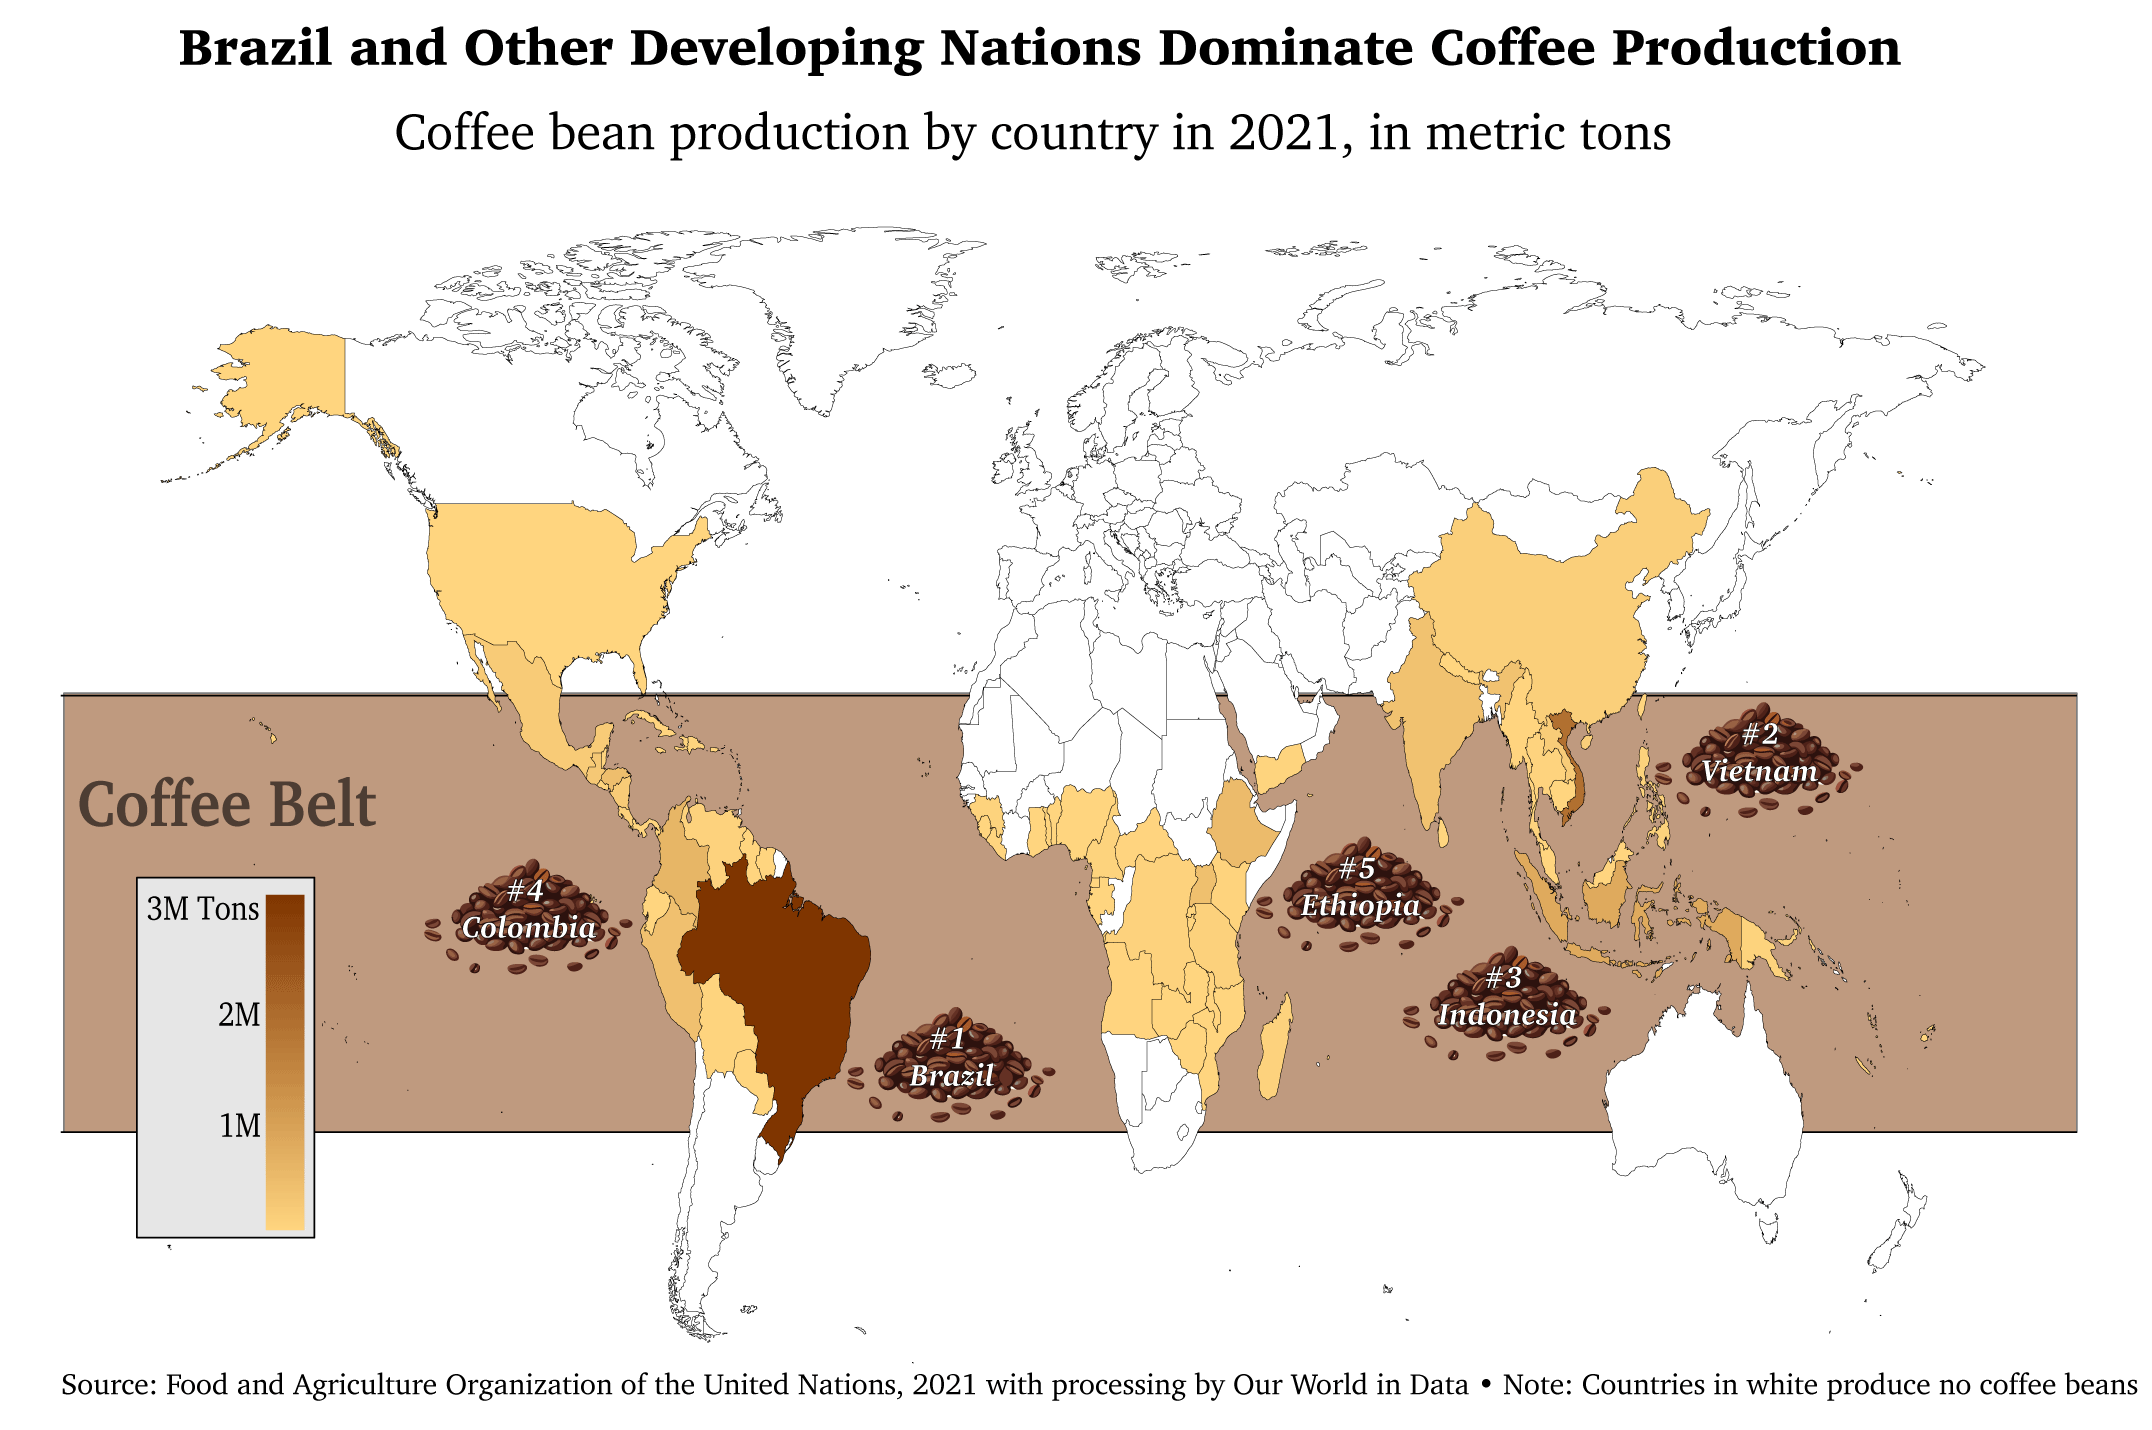 Brazil and Other Developing Nations Dominate Coffee Production
Coffee bean production by country in 2021, in metric tons
#2
Vietnam
Coffee Belt
#5
Ethiopia
#4
Colombia
3M Tons
#3
Indonesia
2M
#1
Brazil
1M
Source: Food and Agriculture Organization of the United Nations, 2021 with processing by Our World in Data • Note: Countries in white produce no coffee beans